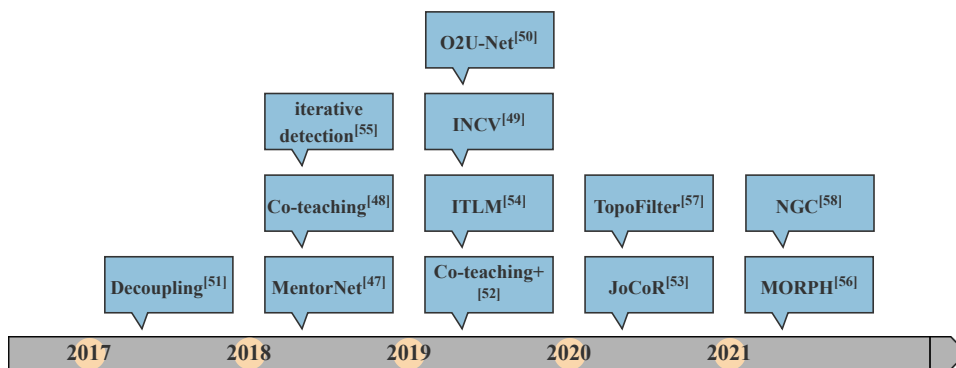 O2U-Net[50]
iterative
detection[55]
INCV[49]
Co-teaching[48]
ITLM[54]
TopoFilter[57]
NGC[58]
Decoupling[51]
MentorNet[47]
Co-teaching+
[52]
JoCoR[53]
MORPH[56]
2017
2018
2019
2020
2021